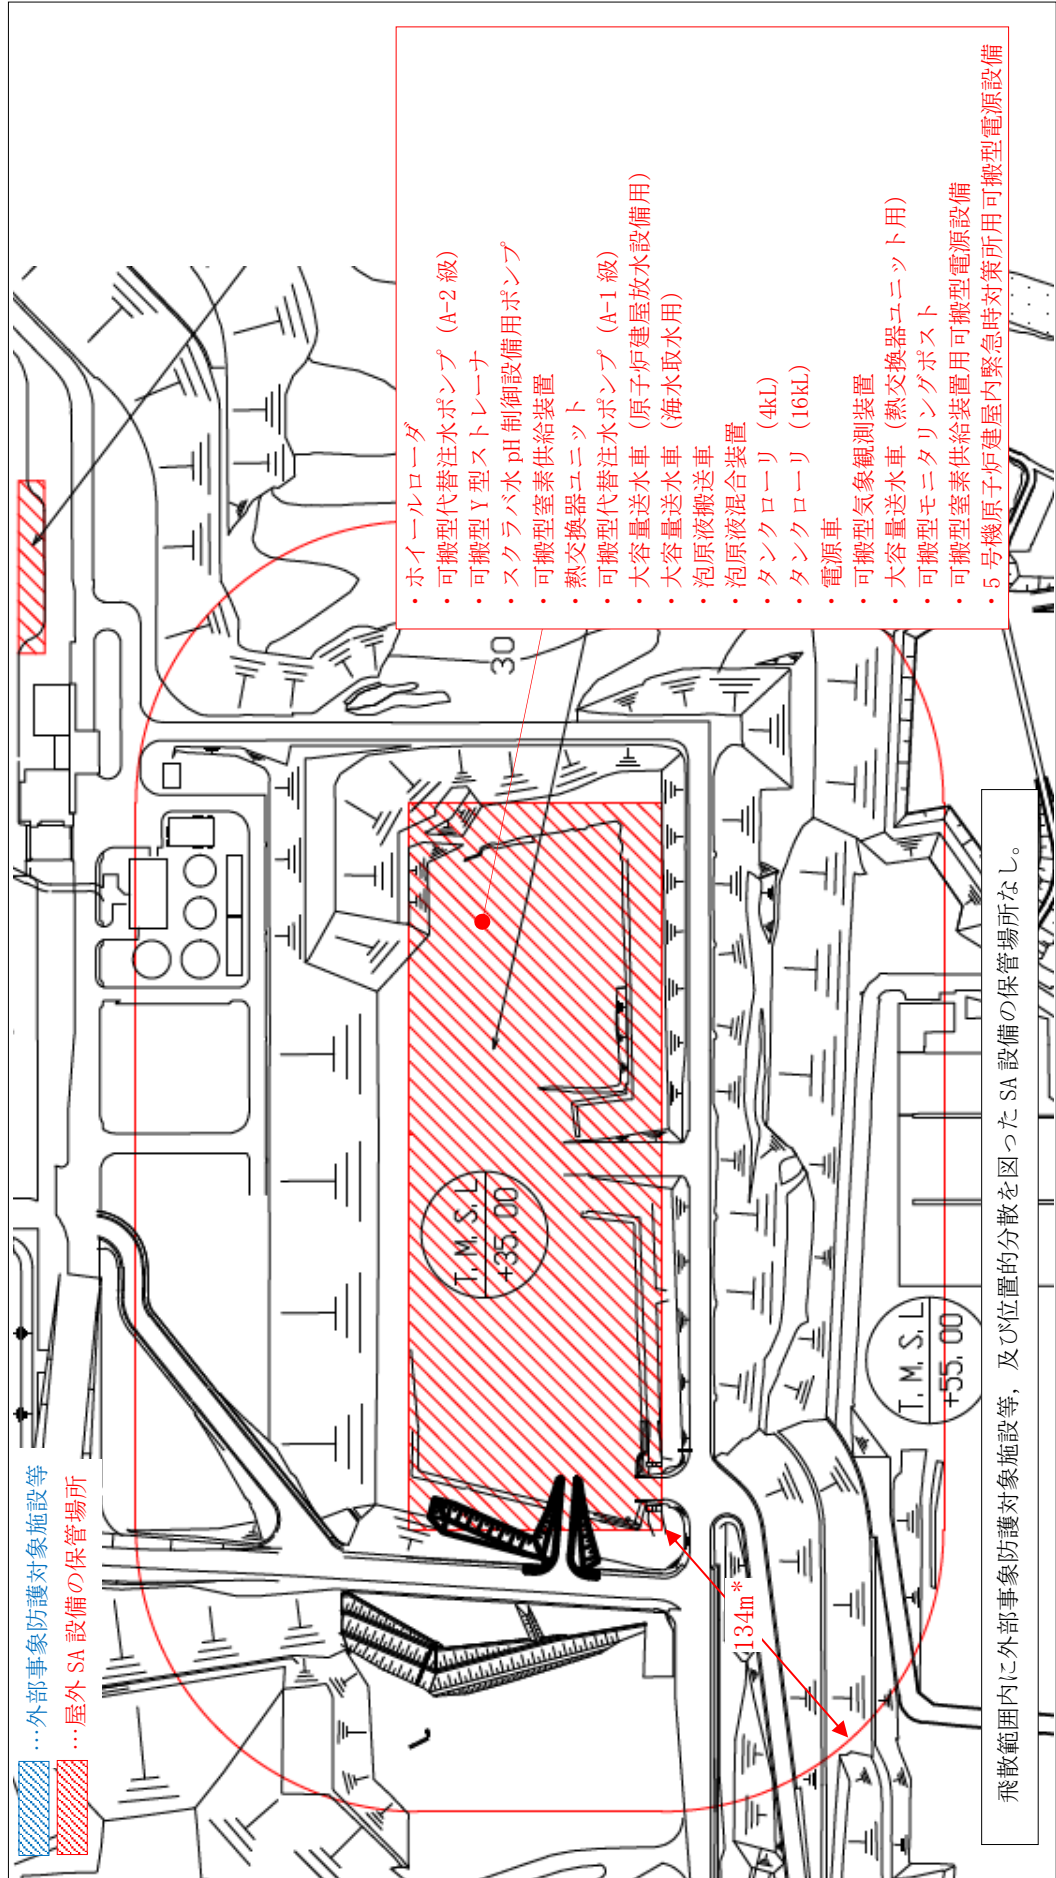 …外部事象防護対象施設等
…屋外 SA 設備の保管場所
・ホイールローダ
・可搬型代替注水ポンプ（A-2 級）
・可搬型 Y 型ストレーナ
・スクラバ水 pH 制御設備用ポンプ
・可搬型窒素供給装置
・熱交換器ユニット
・可搬型代替注水ポンプ（A-1 級）
・大容量送水車（原子炉建屋放水設備用）
・大容量送水車（海水取水用）
・泡原液搬送車
・泡原液混合装置
・タンクローリ（4kL）
・タンクローリ（16kL）
・電源車
・可搬型気象観測装置
・大容量送水車（熱交換器ユニット用）
・可搬型モニタリングポスト
・可搬型窒素供給装置用可搬型電源設備
・5 号機原子炉建屋内緊急時対策所用可搬型電源設備
30
T. M. S. L
+35. 00
134m*
T. M. S. L
+55. 00
飛散範囲内に外部事象防護対象施設等，及び位置的分散を図った SA 設備の保管場所なし。